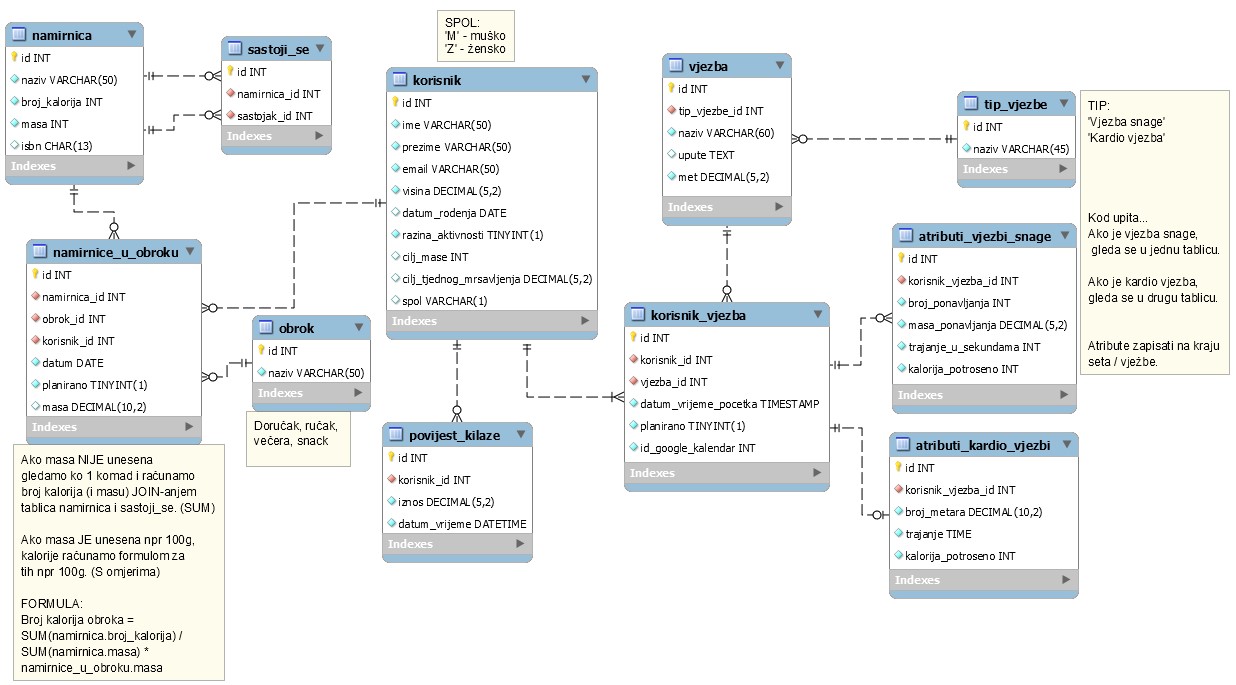 namirnica
id INT
naziv VARCHAR(50)
broj_kalorija INT
masa INT
isbn CHAR(13)
Indexes
sastoji_se
id INT
namirnica_id INT
sastojak_id INT
Indexes
SPOL:
'M' - muško
'Z' - žensko
korisnik
id INT
ime VARCHAR(50)
prezime VARCHAR(50)
email VARCHAR(50)
visina DECIMAL(5,2)
datum_rodenja DATE
razina_aktivnosti TINYINT(1)
cilj_mase INT
cilj_tjednog_mrsavljenja DECIMAL(5,2)
spol VARCHAR(1)
Indexes
vjezba
id INT
tip_vjezbe_id INT
naziv VARCHAR(60)
upute TEXT
met DECIMAL(5,2)
Indexes
tip_vjezbe
id INT
naziv VARCHAR(45)
Indexes
TIP:
'Vjezba snage'
'Kardio vjezba'
Kod upita...
Ako je vjezba snage,
gleda se u jednu tablicu.
Ako je kardio vjezba,
gleda se u drugu tablicu.
Atribute zapisati na kraju
seta / vježbe.
namirnice_u_obroku
id INT
namirnica_id INT
obrok_id INT
korisnik_id INT
datum DATE
planirano TINYINT(1)
masa DECIMAL(10,2)
Indexes
obrok
id INT
naziv VARCHAR(50)
Indexes
Doručak, ručak,
večera, snack
atributi_vjezbi_snage
id INT
korisnik_vjezba_id INT
broj_ponavljanja INT
masa_ponavljanja DECIMAL(5,2)
trajanje_u_sekundama INT
kalorija_potroseno INT
Indexes
korisnik_vjezba
id INT
korisnik_id INT
vjezba_id INT
datum_vrijeme_pocetka TIMESTAMP
planirano TINYINT(1)
id_google_kalendar INT
Indexes
povijest_kilaze
id INT
korisnik_id INT
iznos DECIMAL(5,2)
datum_vrijeme DATETIME
Indexes
atributi_kardio_vjezbi
id INT
korisnik_vjezba_id INT
broj_metara DECIMAL(10,2)
trajanje TIME
kalorija_potroseno INT
Indexes
Ako masa NIJE unesena
gledamo ko 1 komad i računamo
broj kalorija (i masu) JOIN-anjem
tablica namirnica i sastoji_se. (SUM)
Ako masa JE unesena npr 100g,
kalorije računamo formulom za
tih npr 100g. (S omjerima)
FORMULA:
Broj kalorija obroka =
SUM(namirnica.broj_kalorija) /
SUM(namirnica.masa) *
namirnice_u_obroku.masa